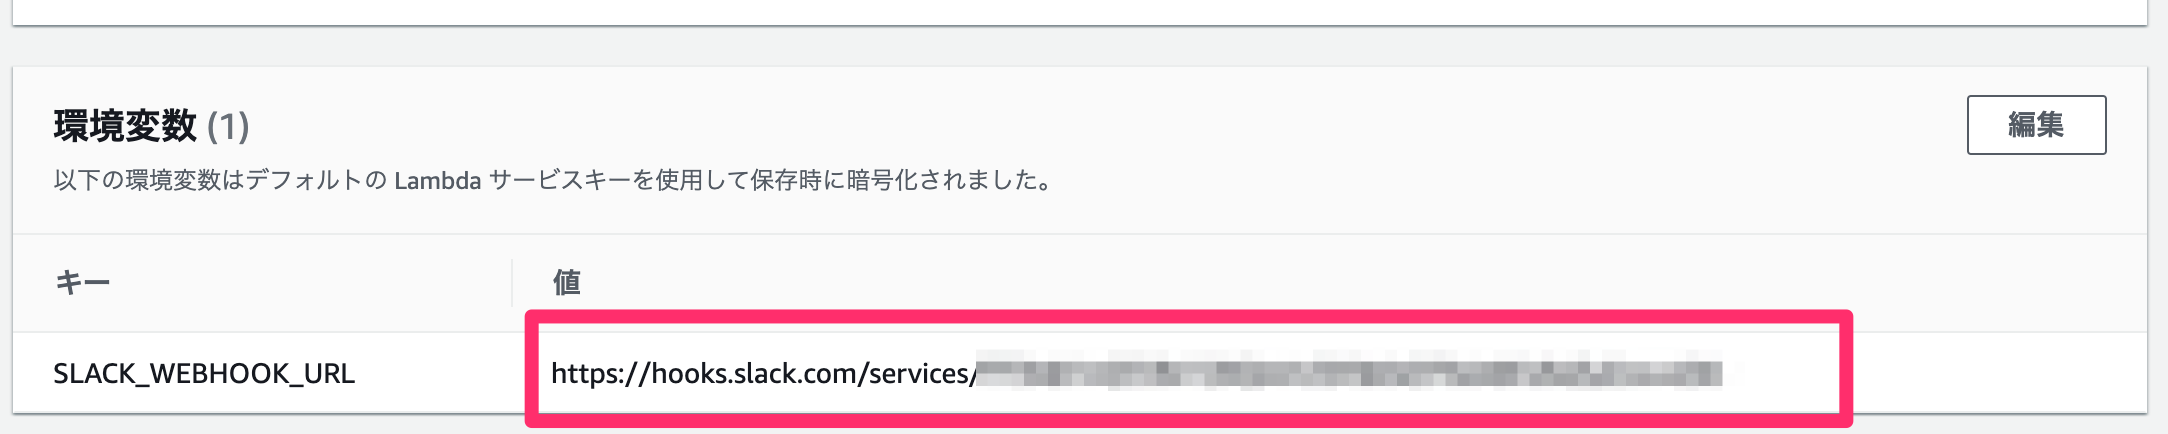 環境変数 (1)
編集
以下の環境変数はデフォルトの Lambda サービスキーを使用して保存時に暗号化されました。
キー
値
SLACK_WEBHOOK_URL
https://hooks.slack.com/services/